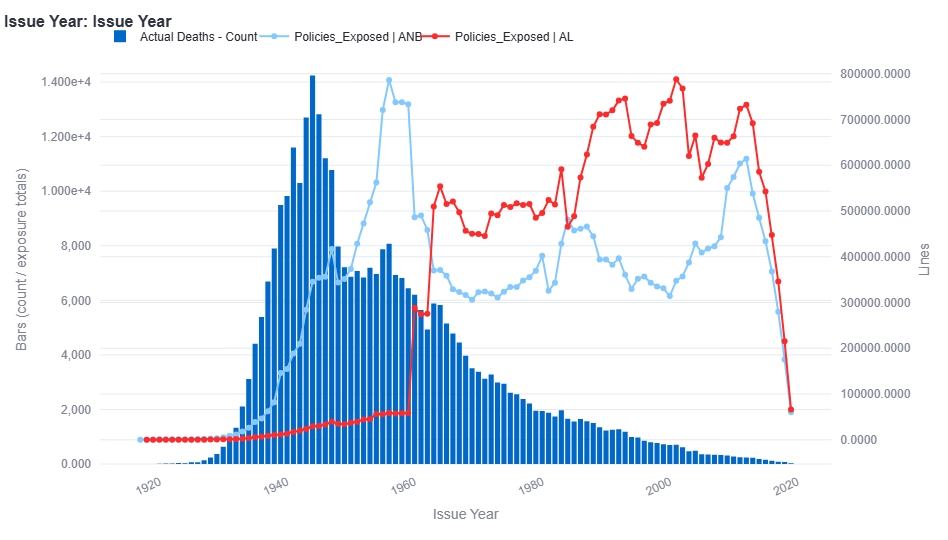 Issue Year: Issue Year
Actual Deaths - Count Policies_Exposed | ANB Policies_Exposed | AL
1.400e+4
1.200e+4
1.000e+4
8,000
6,000
4,000
2,000
0.000
Bars (count / exposure totals)
800000.0000
700000.0000
600000.0000
500000.0000
400000.0000
300000.0000
200000.0000
100000.0000
0.0000
Lines
1920 1940 1960 1980 2000 2020
Issue Year